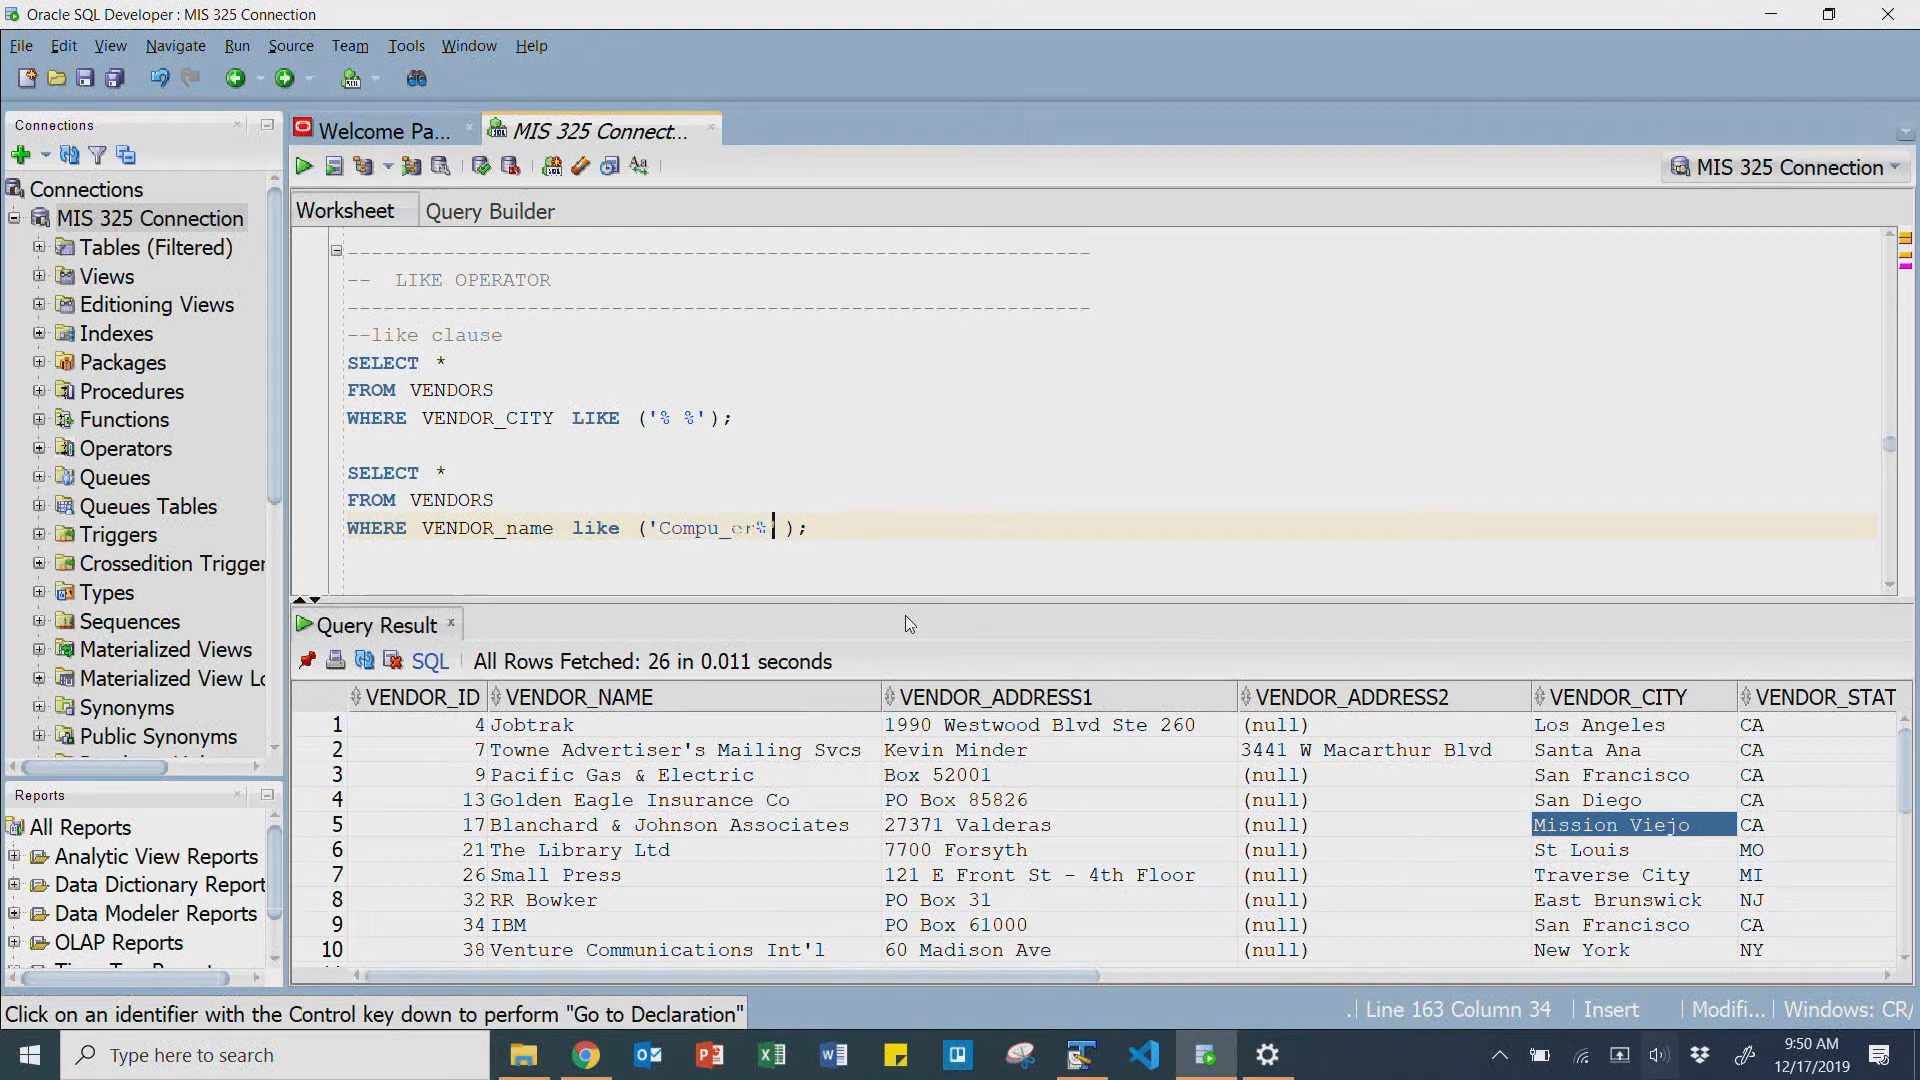 Oracle SQL Developer : MIS 325 Connection
File Edit View Navigate Run Source Team Tools Window Help
Connections
Welcome Pa...
MIS 325 Connect...
MIS 325 Connection
Worksheet
Query Builder
Connections
MIS 325 Connection
Tables (Filtered)
Views
Editioning Views
Indexes
Packages
Procedures
Functions
Operators
Queues
Queues Tables
Triggers
Crossedition Trigger
Types
Sequences
Materialized Views
Materialized View Lo
Synonyms
Public Synonyms
Reports
All Reports
Analytic View Reports
Data Dictionary Report
Data Modeler Reports
OLAP Reports
--------------------------------------------------------------
-- LIKE OPERATOR
--------------------------------------------------------------
--like clause
SELECT *
FROM VENDORS
WHERE VENDOR_CITY LIKE ('% %');
SELECT *
FROM VENDORS
WHERE VENDOR_name like ('Compu_er% );
Query Result
SQL All Rows Fetched: 26 in 0.011 seconds
VENDOR_ID VENDOR_NAME VENDOR_ADDRESS1 VENDOR_ADDRESS2 VENDOR_CITY VENDOR_STAT
1 4 Jobtrak 1990 Westwood Blvd Ste 260 (null) Los Angeles CA
2 7 Towne Advertiser's Mailing Svcs Kevin Minder 3441 W Macarthur Blvd Santa Ana CA
3 9 Pacific Gas & Electric Box 52001 (null) San Francisco CA
4 13 Golden Eagle Insurance Co PO Box 85826 (null) San Diego CA
5 17 Blanchard & Johnson Associates 27371 Valderas (null) Mission Viejo CA
6 21 The Library Ltd 7700 Forsyth (null) St Louis MO
7 26 Small Press 121 E Front St - 4th Floor (null) Traverse City MI
8 32 RR Bowker PO Box 31 (null) East Brunswick NJ
9 34 IBM PO Box 61000 (null) San Francisco CA
10 38 Venture Communications Int'l 60 Madison Ave (null) New York NY
Click on an identifier with the Control key down to perform "Go to Declaration"
Line 163 Column 34 Insert Modifi... Windows: CR/
Type here to search
9:50 AM
12/17/2019